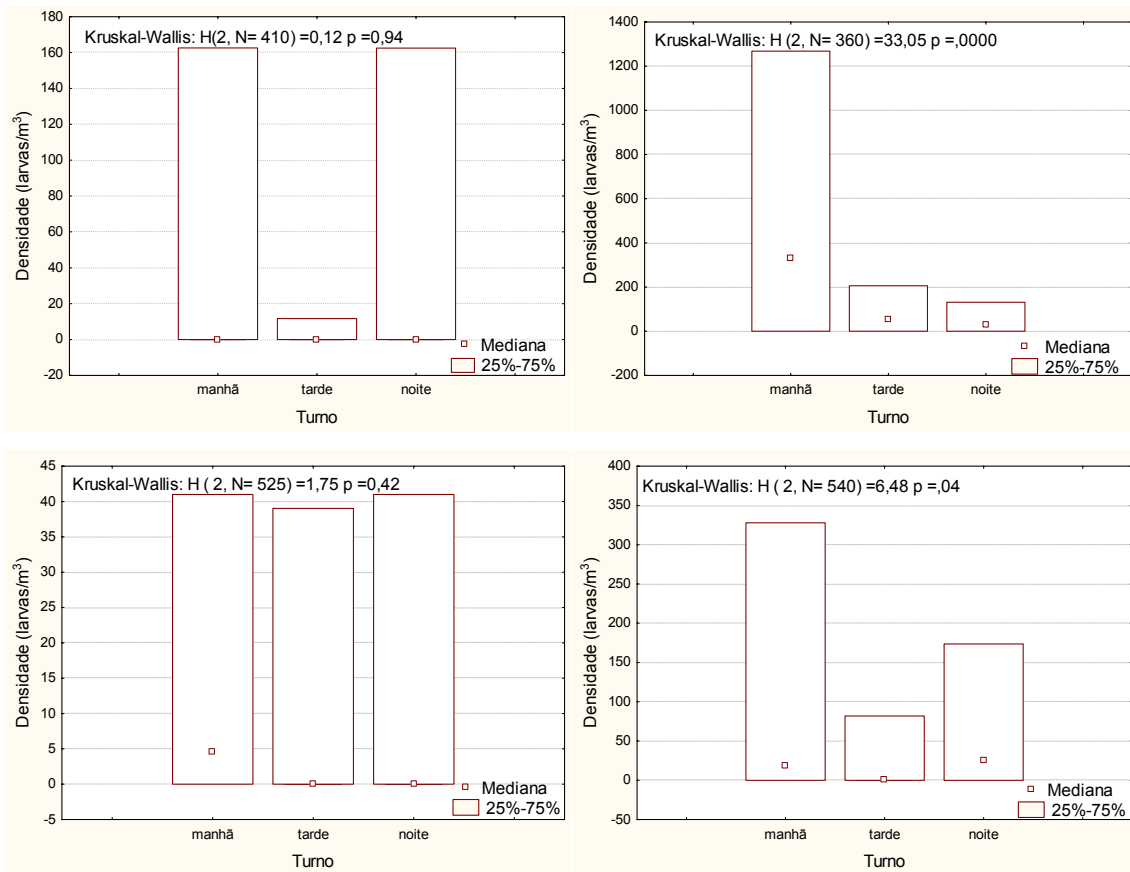 Kruskal-Wallis: H(2, N= 410) =0,12 p =0,94
Densidade (larvas/m³)
180
160
140
120
100
80
60
40
20
0
-20
manhã
tarde
noite
Turno
Mediana
25%-75%
Kruskal-Wallis: H (2, N= 360) =33,05 p =,0000
Densidade (larvas/m³)
1400
1200
1000
800
600
400
200
0
-200
manhã
tarde
noite
Turno
Mediana
25%-75%
Kruskal-Wallis: H ( 2, N= 525) =1,75 p =0,42
Densidade (larvas/m³)
45
40
35
30
25
20
15
10
5
0
-5
manhã
tarde
noite
Turno
Mediana
25%-75%
Kruskal-Wallis: H ( 2, N= 540) =6,48 p =,04
Densidade (larvas/m³)
400
350
300
250
200
150
100
50
0
-50
manhã
tarde
noite
Turno
Mediana
25%-75%